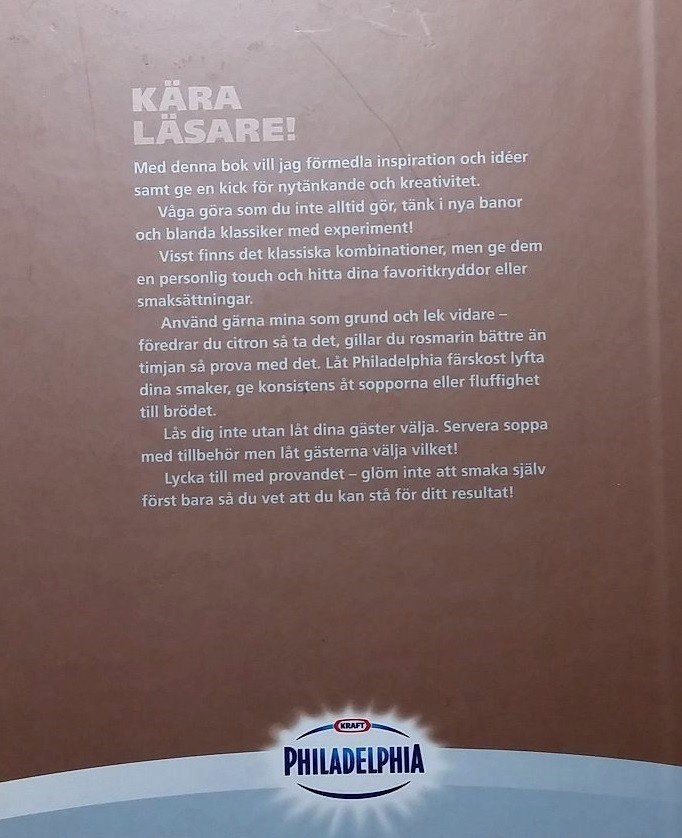 KÄRA
LÄSARE!
Med denna bok vill jag förmedla inspiration och idéer
samt ge en kick för nytänkande och kreativitet.
Våga göra som du inte alltid gör, tänk i nya banor
och blanda klassiker med experiment!
Visst finns det klassiska kombinationer, men ge dem
en personlig touch och hitta dina favoritkryddor eller
smaksättningar.
Använd gärna mina som grund och lek vidare –
föredrar du citron så ta det, gillar du rosmarin bättre än
timjan så prova med det. Låt Philadelphia färskost lyfta
dina smaker, ge konsistens åt sopporna eller fluffighet
till brödet.
Lås dig inte utan låt dina gäster välja. Servera soppa
med tillbehör men låt gästerna välja vilket!
Lycka till med provandet – glöm inte att smaka själv
först bara så du vet att du kan stå för ditt resultat!
KRAFT
PHILADELPHIA